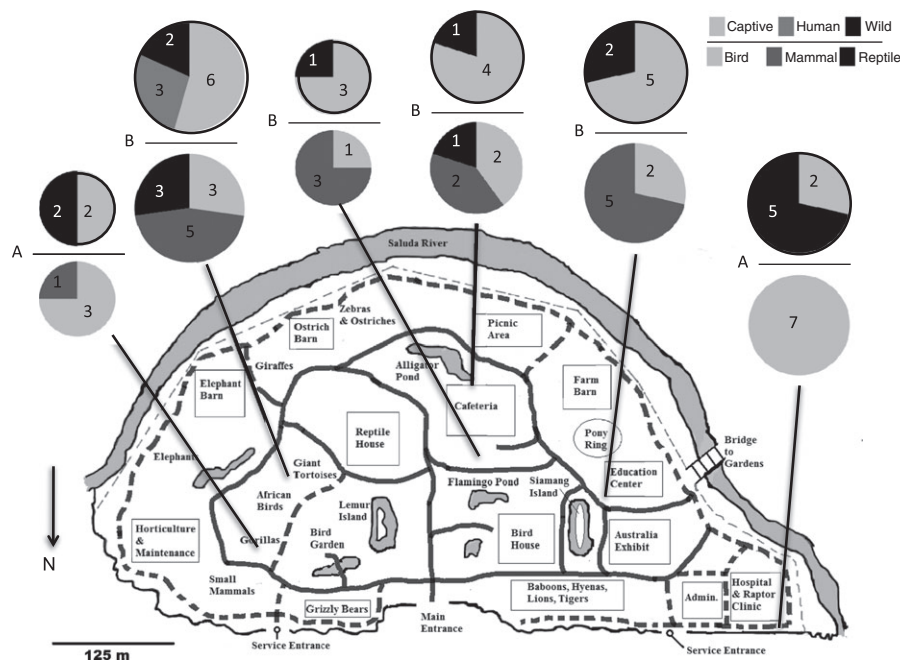 Captive Human Wild
Bird Mammal Reptile
2
3
6
B
1
3
B
1
4
B
2
5
B
2
2
A
1
3
3
3
5
1
3
1
2
2
2
5
2
5
A
7
Saluda River
Zebras
& Ostriches
Ostrich
Barn
Picnic
Area
Giraffes
Alligator
Pond
Elephant
Barn
Farm
Barn
Cafeteria
Reptile
House
Pony
Ring
Bridge
to
Gardens
Elephants
Giant
Tortoises
Education
Center
African
Birds
Flamingo Pond
Siamang
Island
Lemur
Island
Horticulture
&
Maintenance
Gorillas
Bird
Garden
Bird
House
Australia
Exhibit
N
Small
Mammals
Grizzly Bears
Baboons, Hyenas,
Lions, Tigers
Admin.
Hospital
& Raptor
Clinic
Main
Entrance
Service Entrance
Service Entrance
125 m